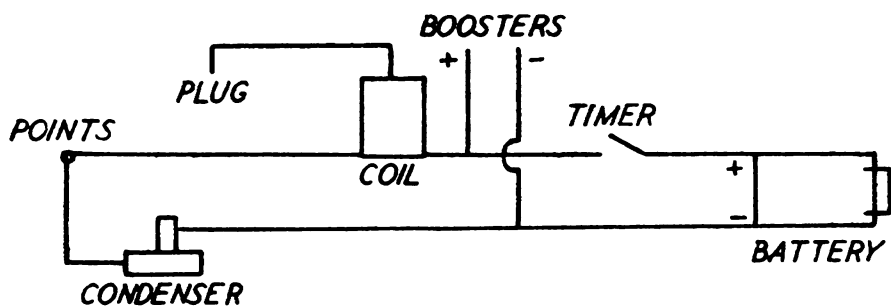 BOOSTERS
+ -
PLUG
TIMER
POINTS
COIL
+
-
BATTERY
CONDENSER